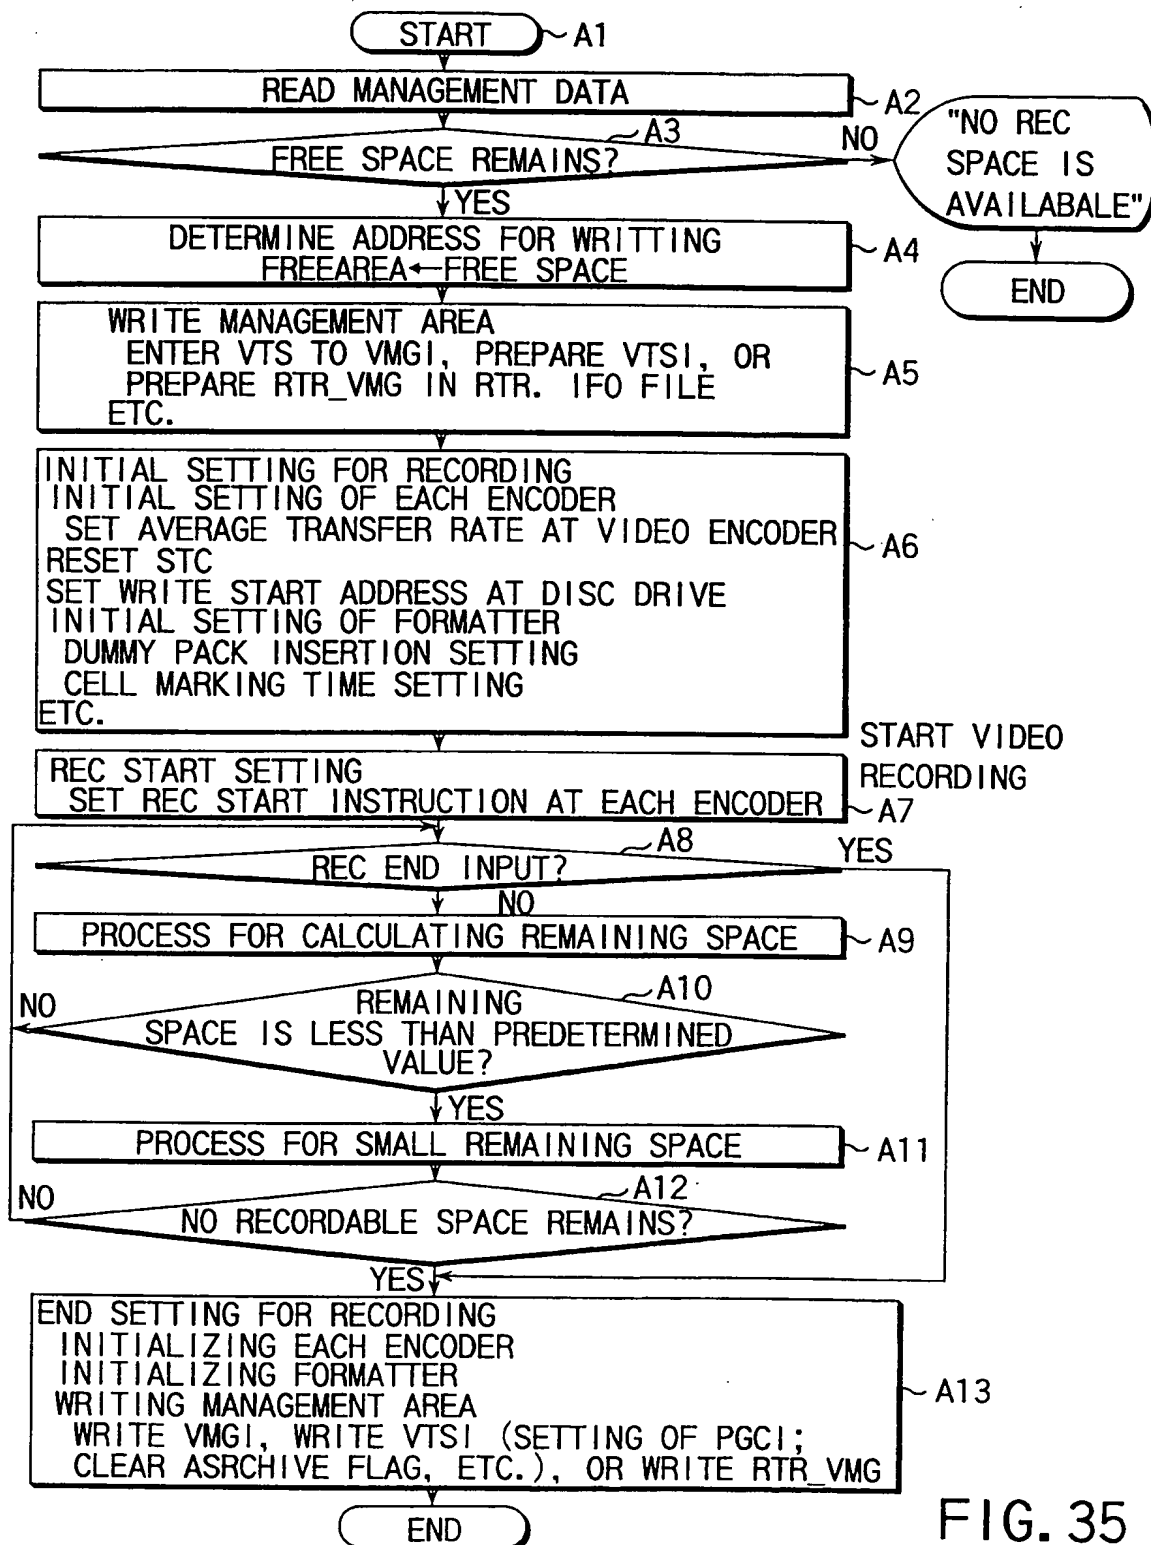 START
A1
READ MANAGEMENT DATA
A2
A3
FREE SPACE REMAINS?
NO
"NO REC
SPACE IS
AVAILABALE"
END
YES
DETERMINE ADDRESS FOR WRITTING
FREEAREA←FREE SPACE
A4
WRITE MANAGEMENT AREA
ENTER VTS TO VMGI, PREPARE VTSI, OR
PREPARE RTR_VMG IN RTR. IFO FILE
ETC.
A5
INITIAL SETTING FOR RECORDING
INITIAL SETTING OF EACH ENCODER
SET AVERAGE TRANSFER RATE AT VIDEO ENCODER
RESET STC
SET WRITE START ADDRESS AT DISC DRIVE
INITIAL SETTING OF FORMATTER
DUMMY PACK INSERTION SETTING
CELL MARKING TIME SETTING
ETC.
A6
START VIDEO
RECORDING
REC START SETTING
SET REC START INSTRUCTION AT EACH ENCODER
A7
A8
REC END INPUT?
YES
NO
PROCESS FOR CALCULATING REMAINING SPACE
A9
A10
NO
REMAINING
SPACE IS LESS THAN PREDETERMINED
VALUE?
YES
PROCESS FOR SMALL REMAINING SPACE
A11
A12
NO
NO RECORDABLE SPACE REMAINS?
YES
END SETTING FOR RECORDING
INITIALIZING EACH ENCODER
INITIALIZING FORMATTER
WRITING MANAGEMENT AREA
WRITE VMGI, WRITE VTSI (SETTING OF PGCI;
CLEAR ASRCHIVE FLAG, ETC.), OR WRITE RTR_VMG
A13
END
FIG. 35